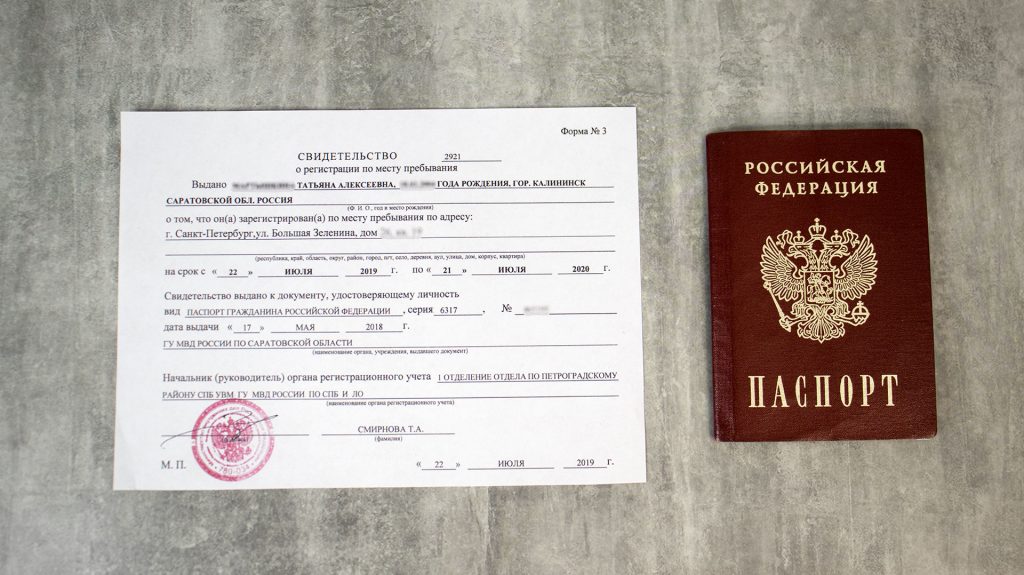 Форма № 3
СВИДЕТЕЛЬСТВО 2921
о регистрации по месту пребывания
Выдано ТАТЬЯНА АЛЕКСЕЕВНА, ГОДА РОЖДЕНИЯ, ГОР. КАЛИНИНСК
САРАТОВСКОЙ ОБЛ. РОССИЯ
(Ф. И. О., год и место рождения)
о том, что он(а) зарегистрирован(а) по месту пребывания по адресу:
г. Санкт-Петербург,ул. Большая Зеленина, дом
(республика, край, область, округ, район, город, пгт, село, деревня, аул, улица, дом, корпус, квартира)
на срок с « 22 » ИЮЛЯ 2019 г. по « 21 » ИЮЛЯ 2020 г.
Свидетельство выдано к документу, удостоверяющему личность
вид ПАСПОРТ ГРАЖДАНИНА РОССИЙСКОЙ ФЕДЕРАЦИИ , серия 6317 , №
дата выдачи « 17 » МАЯ 2018 г.
ГУ МВД РОССИИ ПО САРАТОВСКОЙ ОБЛАСТИ
(наименование органа, учреждения, выдавшего документ)
Начальник (руководитель) органа регистрационного учета 1 ОТДЕЛЕНИЕ ОТДЕЛА ПО ПЕТРОГРАДСКОМУ
РАЙОНУ СПБ УВМ ГУ МВД РОССИИ ПО СПБ И ЛО
(наименование органа регистрационного учета)
СМИРНОВА Т.А.
(фамилия)
780-034
М. П.
« 22 » ИЮЛЯ 2019 г.
РОССИЙСКАЯ
ФЕДЕРАЦИЯ
ПАСПОРТ